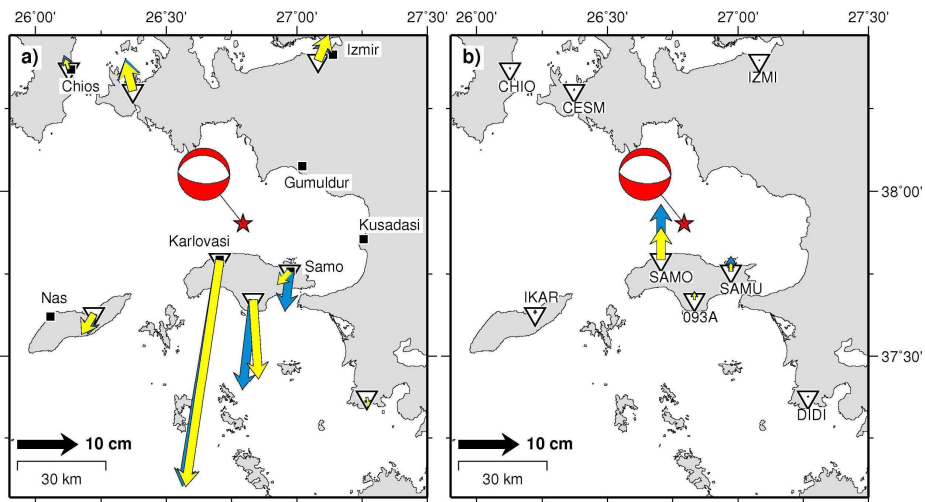 26°00' 26°30' 27°00' 27°30' 26°00' 26°30' 27°00' 27°30'
a) Izmir
Chios
Gumuldur
Kusadasi
Karlovasi
Samo
Nas
10 cm
30 km
b) IZMI
CHIO
CESM
38°00'
SAMO
SAMU
IKAR
093A
37°30'
DIDI
10 cm
30 km